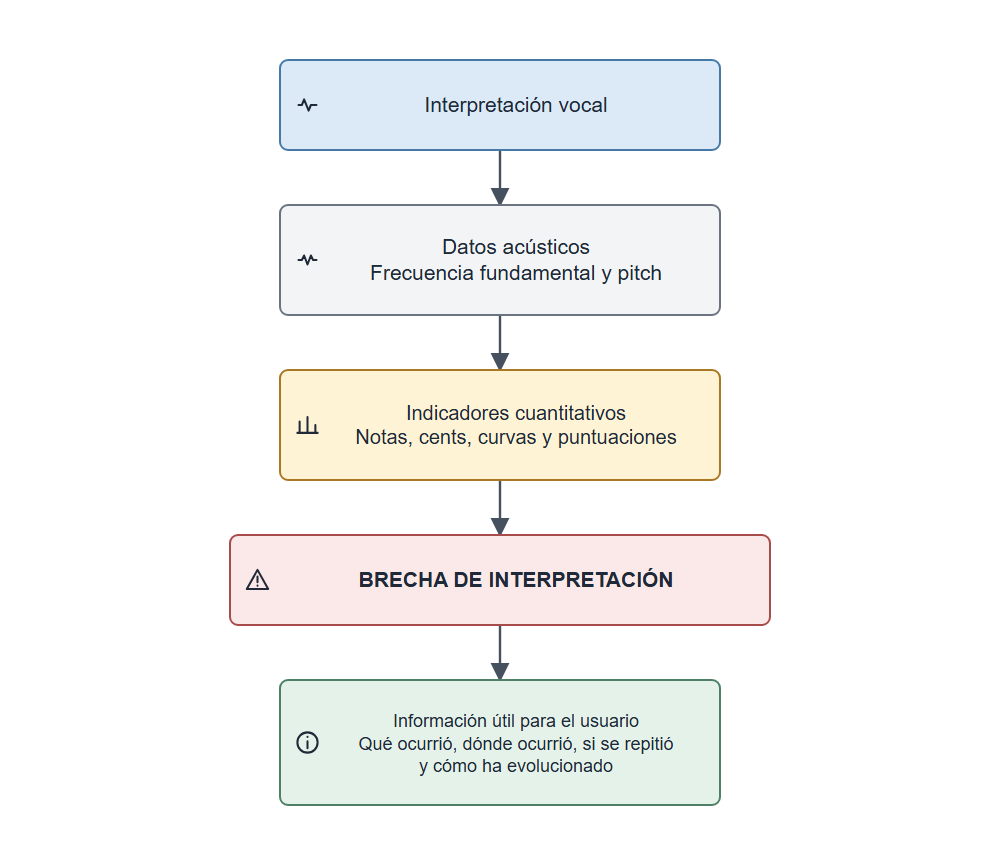 Interpretación vocal
Datos acústicos
Frecuencia fundamental y pitch
Indicadores cuantitativos
Notas, cents, curvas y puntuaciones
BRECHA DE INTERPRETACIÓN
Información útil para el usuario
Qué ocurrió, dónde ocurrió, si se repitió
y cómo ha evolucionado